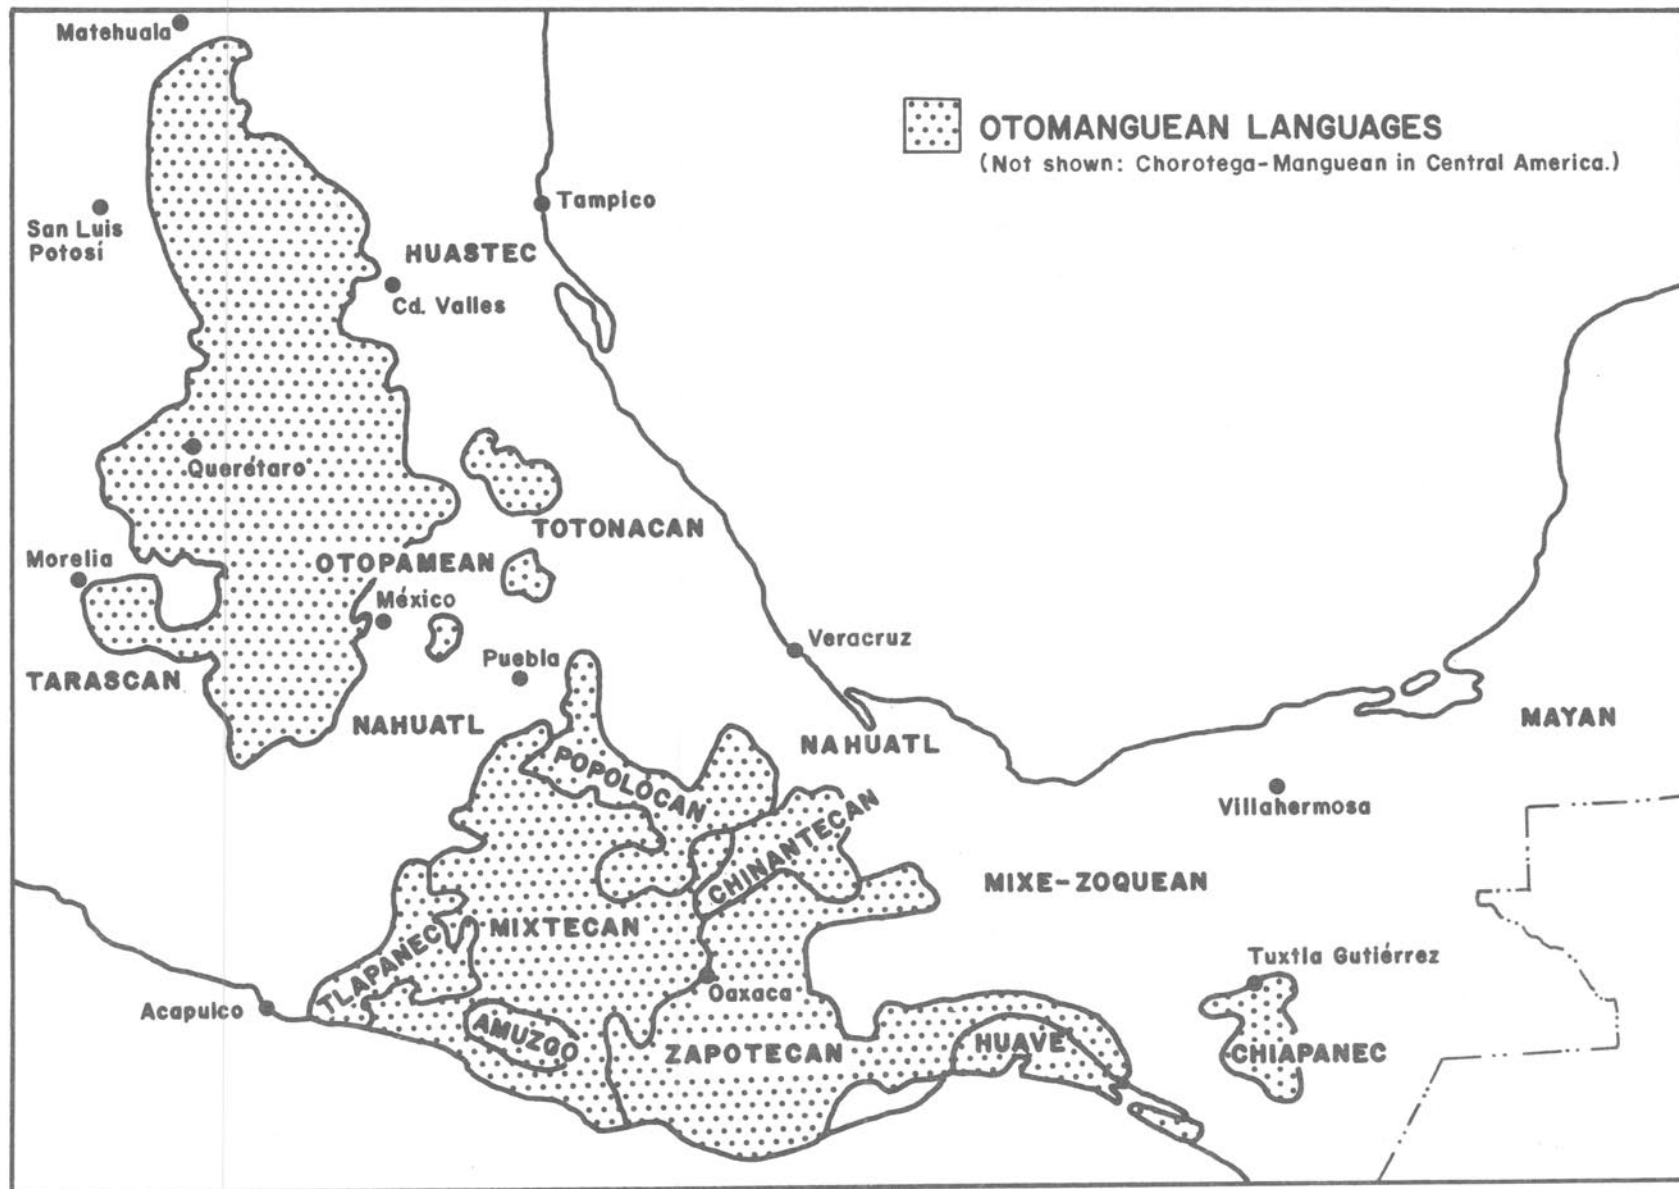 Matehuala
OTOMANGUEAN LANGUAGES
(Not shown: Chorotega-Manguean in Central America.)
Tampico
San Luis
Potosí
HUASTEC
Cd. Valles
Querétaro
TOTONACAN
Morelia
OTOPAMEAN
México
Veracruz
Puebla
TARASCAN
NAHUATL
NAHUATL
MAYAN
POPOLOCAN
Villahermosa
CHINANTECAN
MIXE-ZOQUEAN
MIXTECAN
TLAPANEC
Tuxtla Gutiérrez
Oaxaca
Acapulco
AMUZGO
ZAPOTECAN
HUAVE
CHIAPANEC